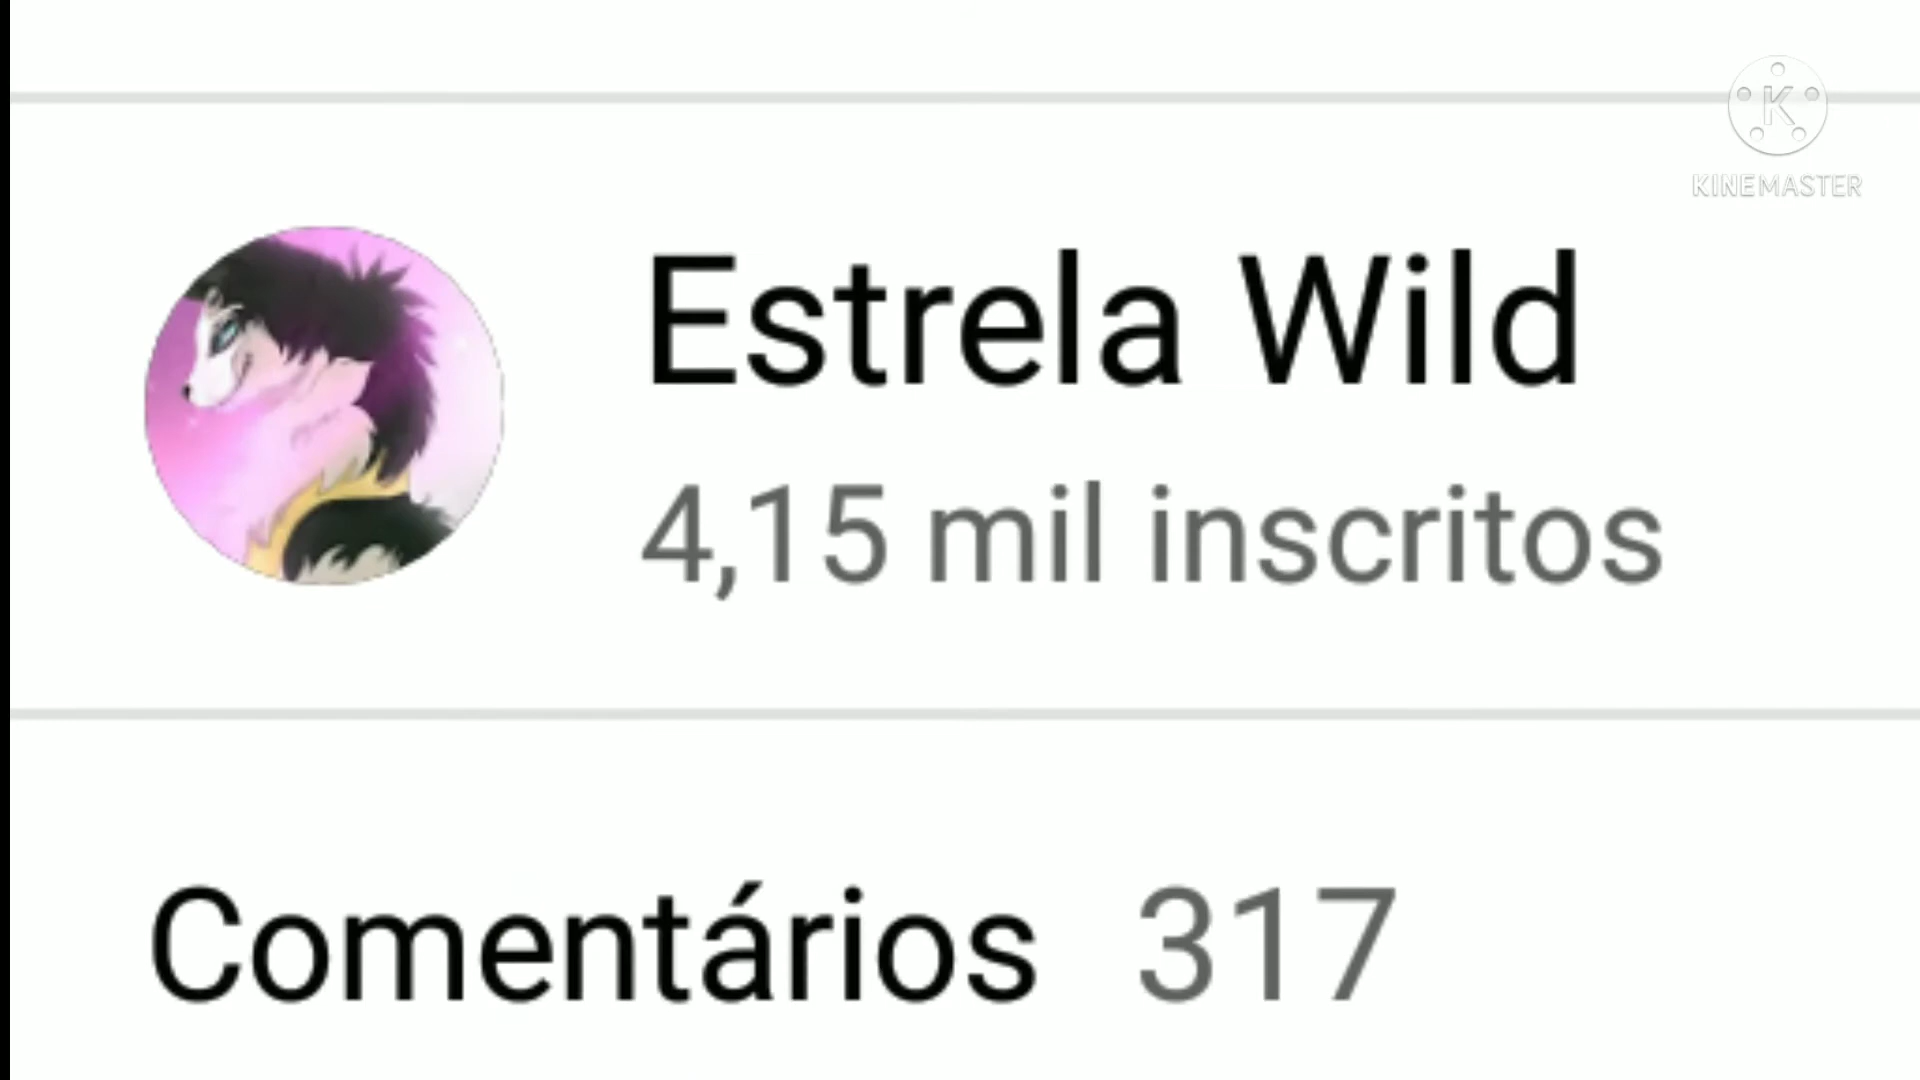 K
KINEMASTER
Estrela Wild
4,15 mil inscritos
Comentários 317